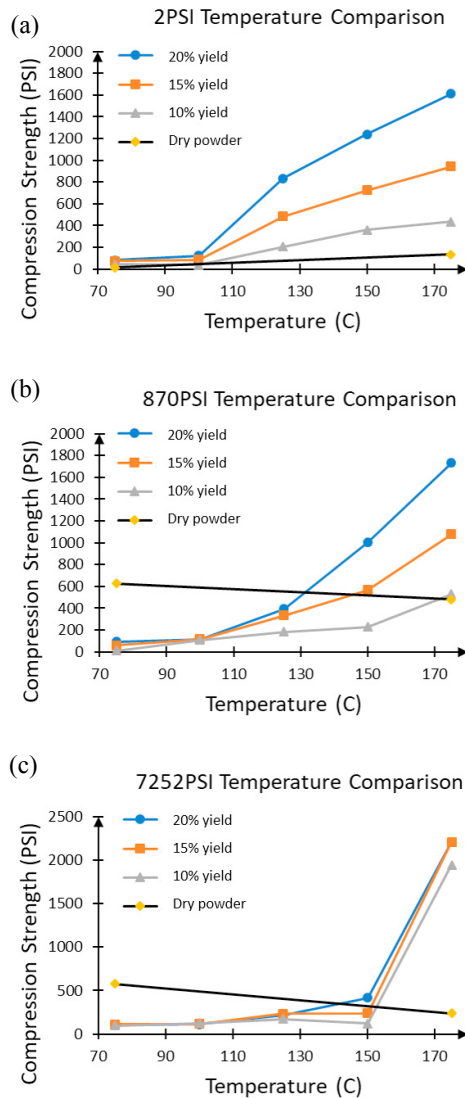 (a)
2PSI Temperature Comparison
Compression Strength (PSI)
2000
1800
1600
1400
1200
1000
800
600
400
200
0
20% yield
15% yield
10% yield
Dry powder
70 90 110 130 150 170
Temperature (C)
(b)
870PSI Temperature Comparison
Compression Strength (PSI)
2000
1800
1600
1400
1200
1000
800
600
400
200
0
20% yield
15% yield
10% yield
Dry powder
70 90 110 130 150 170
Temperature (C)
(c)
7252PSI Temperature Comparison
Compression Strength (PSI)
2500
2000
1500
1000
500
0
20% yield
15% yield
10% yield
Dry powder
70 90 110 130 150 170
Temperature (C)